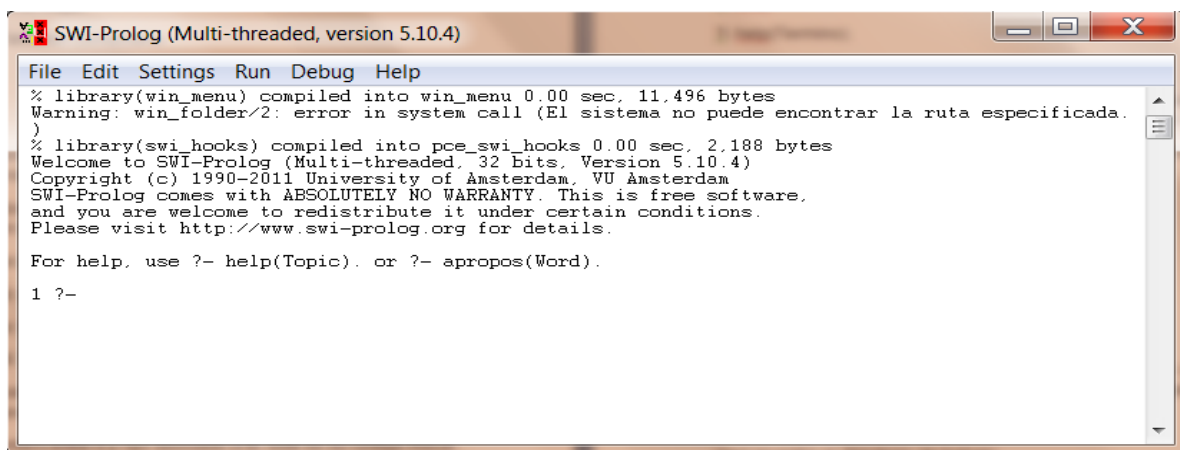 SWI-Prolog (Multi-threaded, version 5.10.4)
File Edit Settings Run Debug Help
% library(win_menu) compiled into win_menu 0.00 sec, 11,496 bytes
Warning: win_folder/2: error in system call (El sistema no puede encontrar la ruta especificada.
)
% library(swi_hooks) compiled into pce_swi_hooks 0.00 sec, 2,188 bytes
Welcome to SWI-Prolog (Multi-threaded, 32 bits, Version 5.10.4)
Copyright (c) 1990-2011 University of Amsterdam, VU Amsterdam
SWI-Prolog comes with ABSOLUTELY NO WARRANTY. This is free software,
and you are welcome to redistribute it under certain conditions.
Please visit http://www.swi-prolog.org for details.
For help, use ?- help(Topic). or ?- apropos(Word).
1 ?-